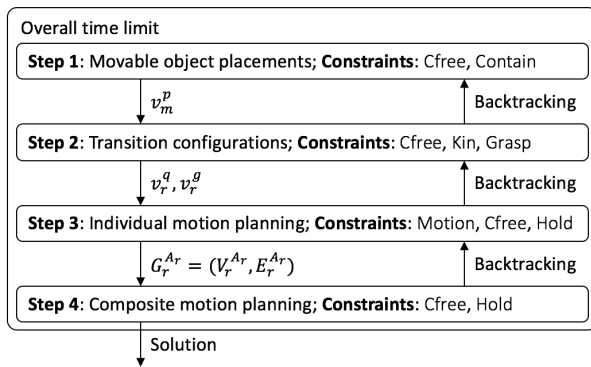 Overall time limit
Step 1: Movable object placements; Constraints: Cfree, Contain
$v_m^p$ Backtracking
Step 2: Transition configurations; Constraints: Cfree, Kin, Grasp
$v_r^q, v_r^g$ Backtracking
Step 3: Individual motion planning; Constraints: Motion, Cfree, Hold
$G_r^{A_r} = (V_r^{A_r}, E_r^{A_r})$ Backtracking
Step 4: Composite motion planning; Constraints: Cfree, Hold
Solution